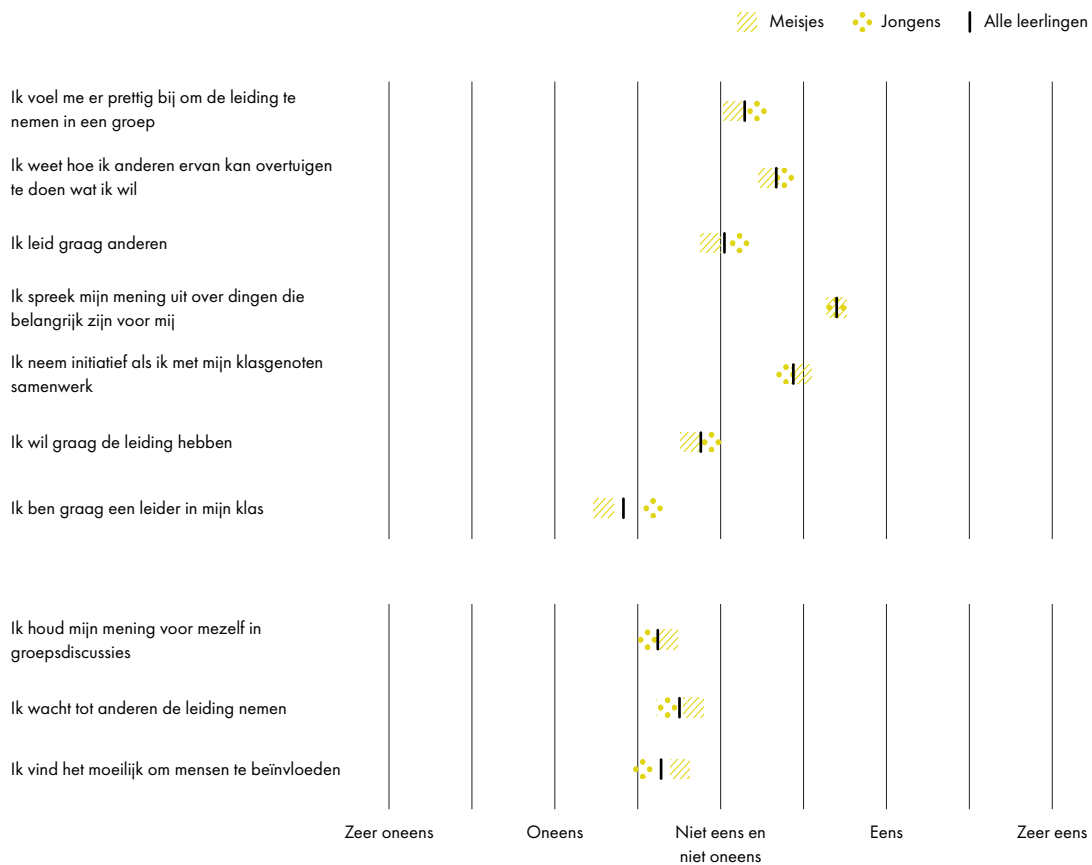 Meisjes
Jongens
Alle leerlingen
Ik voel me er prettig bij om de leiding te
nemen in een groep
Ik weet hoe ik anderen ervan kan overtuigen
te doen wat ik wil
Ik leid graag anderen
Ik spreek mijn mening uit over dingen die
belangrijk zijn voor mij
Ik neem initiatief als ik met mijn klasgenoten
samenwerk
Ik wil graag de leiding hebben
Ik ben graag een leider in mijn klas
Ik houd mijn mening voor mezelf in
groepsdiscussies
Ik wacht tot anderen de leiding nemen
Ik vind het moeilijk om mensen te beïnvloeden
Zeer oneens
Oneens
Niet eens en
niet oneens
Eens
Zeer eens